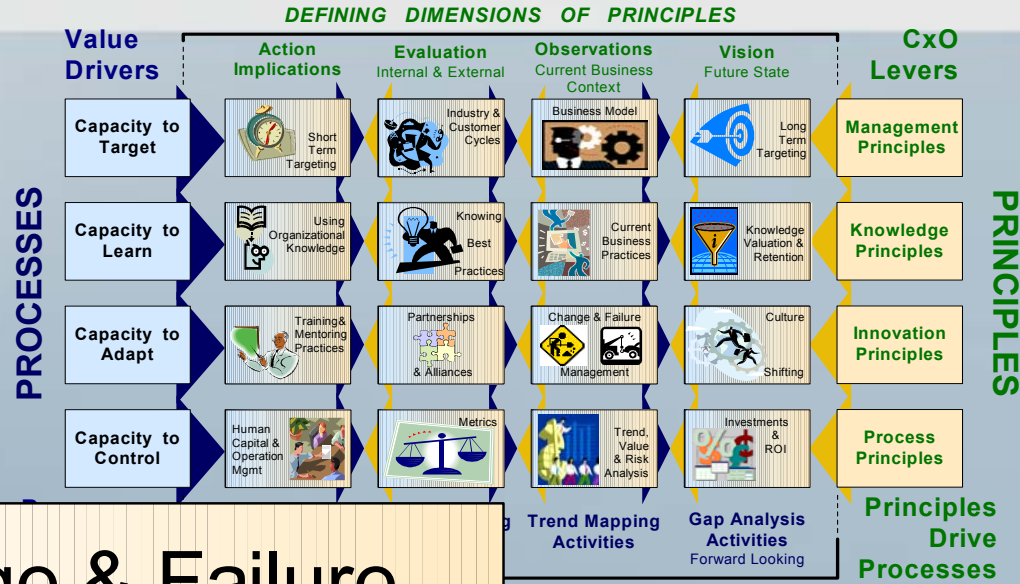 DEFINING DIMENSIONS OF PRINCIPLES
Value
Drivers
Action
Implications
Evaluation
Internal & External
Observations
Current Business
Context
Vision
Future State
CxO
Levers
PROCESSES
PRINCIPLES
Capacity to
Target
Short
Term
Targeting
Industry &
Customer
Cycles
Business Model
Long
Term
Targeting
Management
Principles
Capacity to
Learn
Using
Organizational
Knowledge
Knowing
Best
Practices
Current
Business
Practices
i
Knowledge
Valuation &
Retention
Knowledge
Principles
Capacity to
Adapt
Training&
Mentoring
Practices
Partnerships
& Alliances
Change & Failure
Management
Culture
Shifting
Innovation
Principles
Capacity to
Control
Human
Capital &
Operation
Mgmt
Metrics
Trend,
Value
& Risk
Analysis
Investments
&
ROI
Process
Principles
g
Trend Mapping
Activities
Gap Analysis
Activities
Forward Looking
Principles
Drive
Processes
ge & Failure